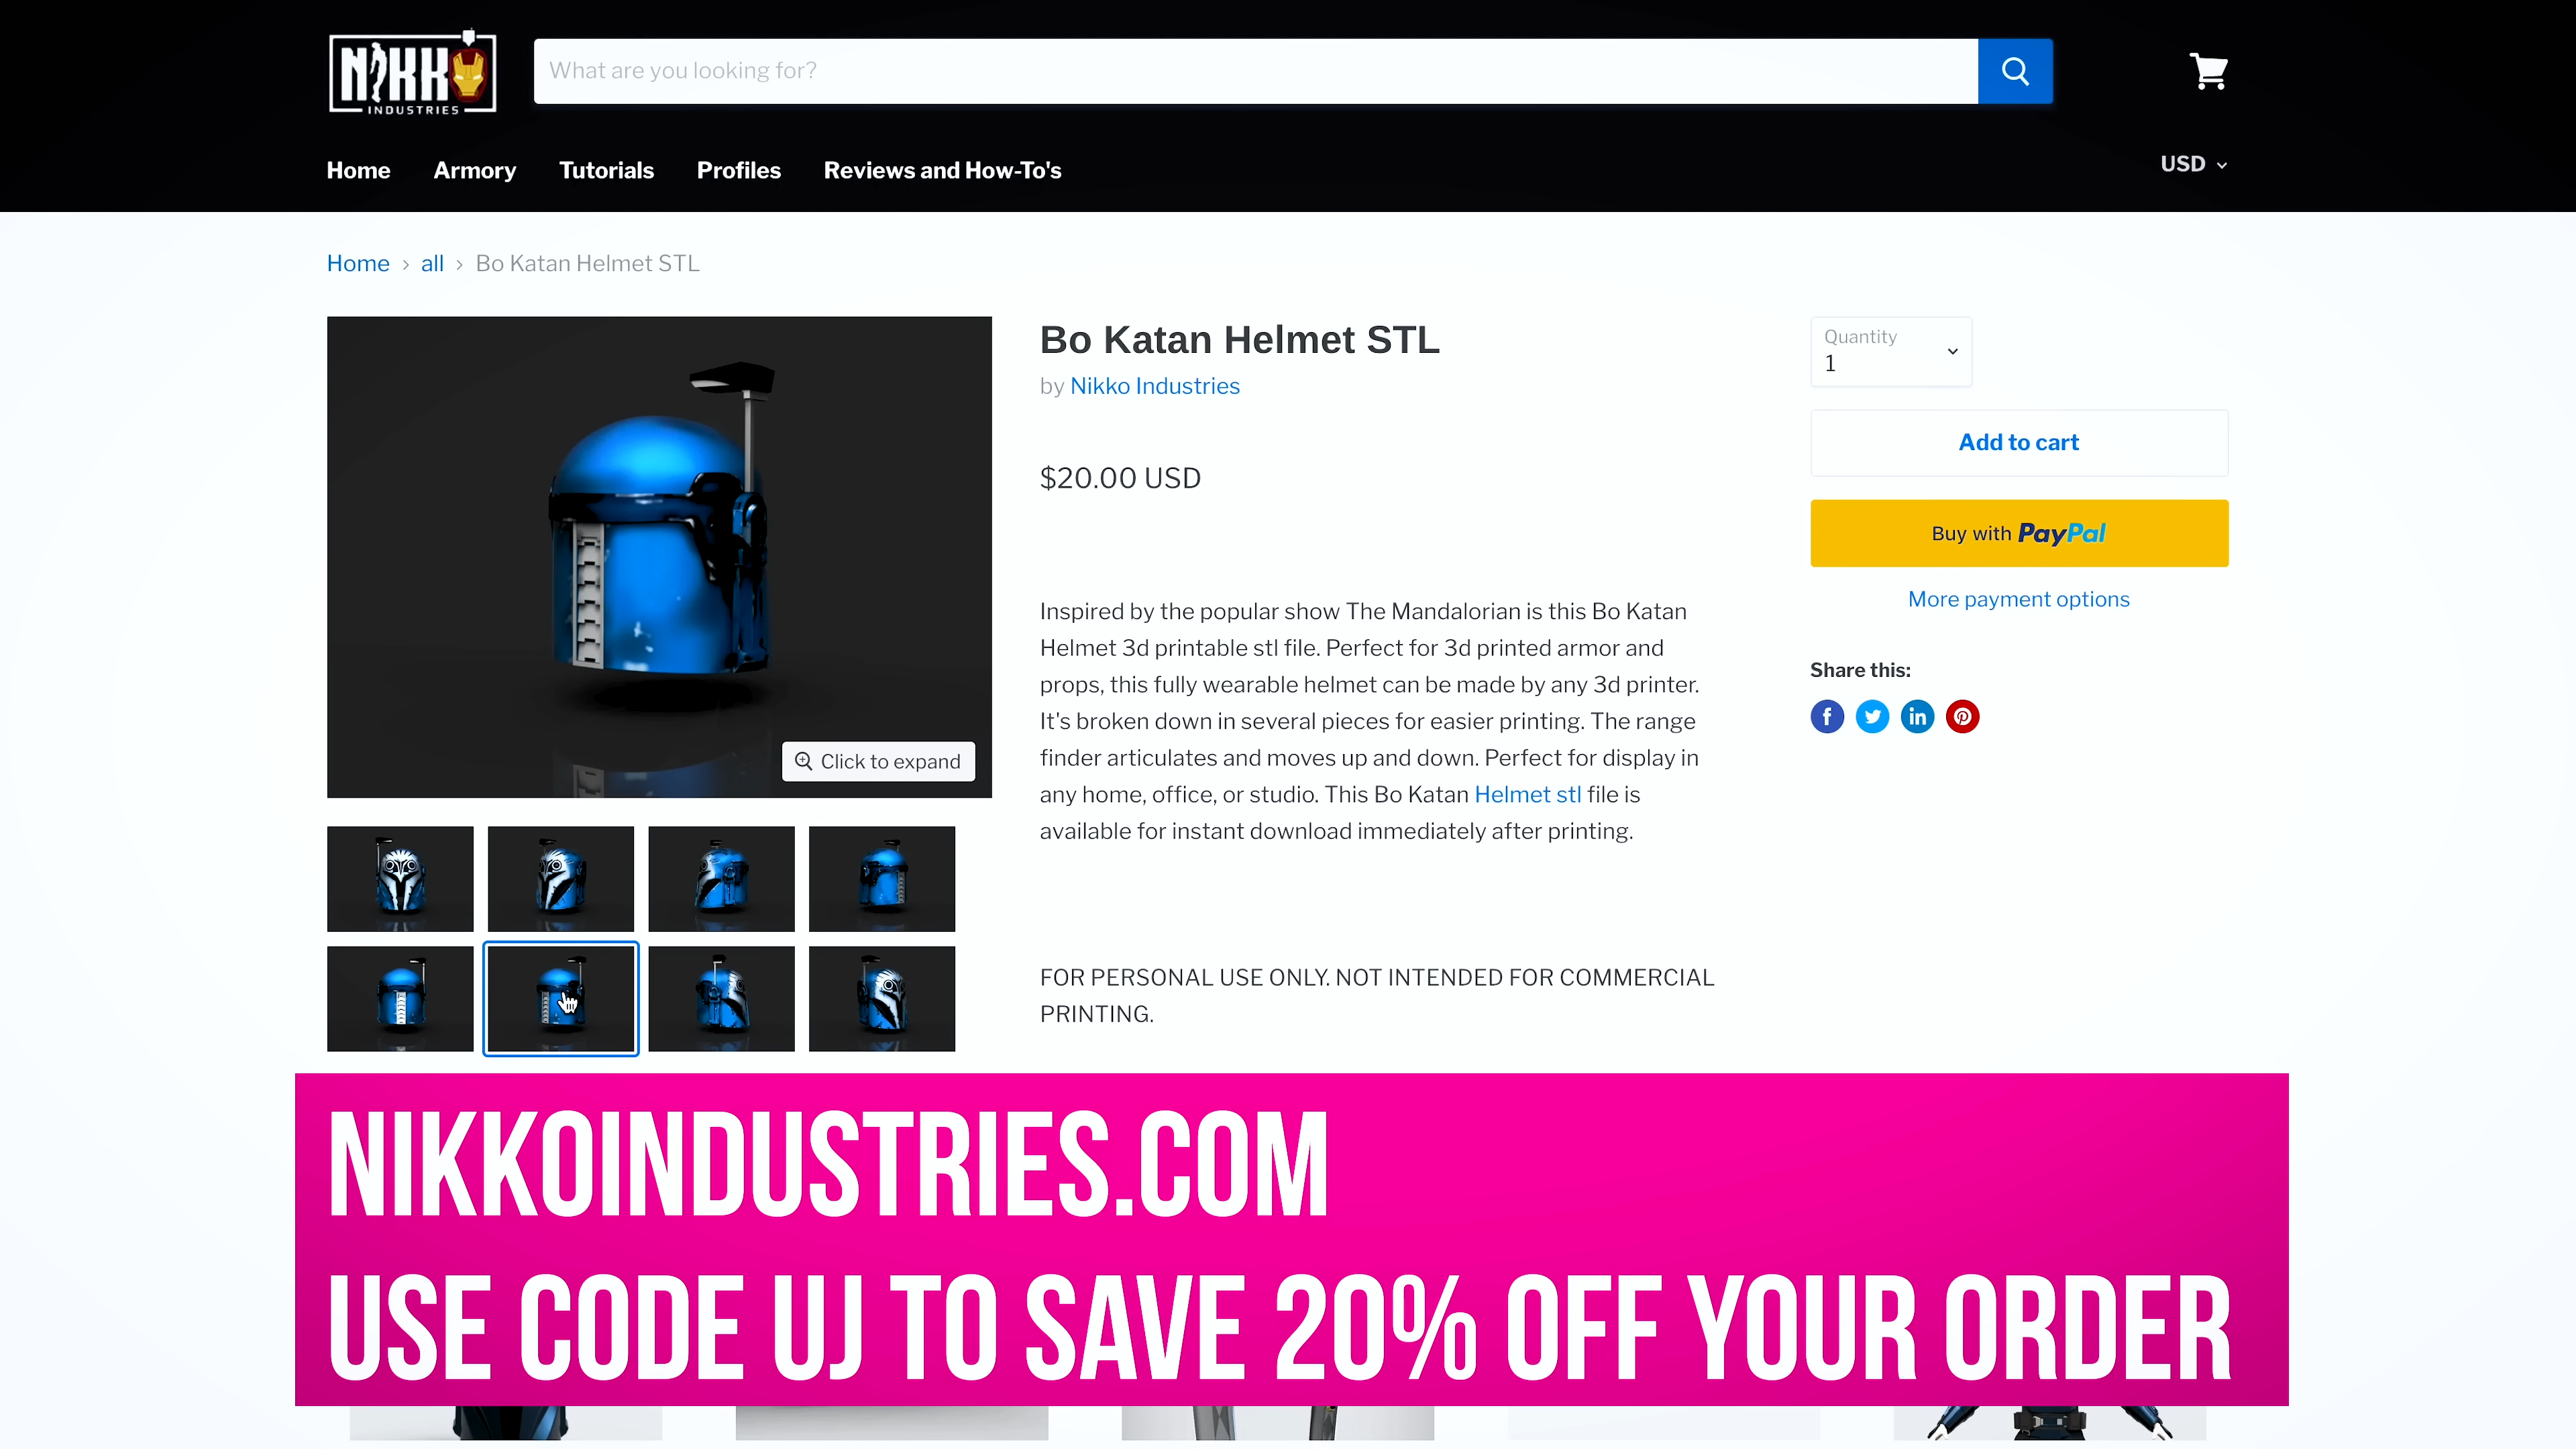 NIKKO
INDUSTRIES
What are you looking for?
Home
Armory
Tutorials
Profiles
Reviews and How-To's
USD
Home › all › Bo Katan Helmet STL
Click to expand
Bo Katan Helmet STL
by Nikko Industries
$20.00 USD
Inspired by the popular show The Mandalorian is this Bo Katan
Helmet 3d printable stl file. Perfect for 3d printed armor and
props, this fully wearable helmet can be made by any 3d printer.
It's broken down in several pieces for easier printing. The range
finder articulates and moves up and down. Perfect for display in
any home, office, or studio. This Bo Katan Helmet stl file is
available for instant download immediately after printing.
FOR PERSONAL USE ONLY. NOT INTENDED FOR COMMERCIAL
PRINTING.
Quantity
1
Add to cart
Buy with PayPal
More payment options
Share this:
NIKKOINDUSTRIES.COM
USE CODE UJ TO SAVE 20% OFF YOUR ORDER